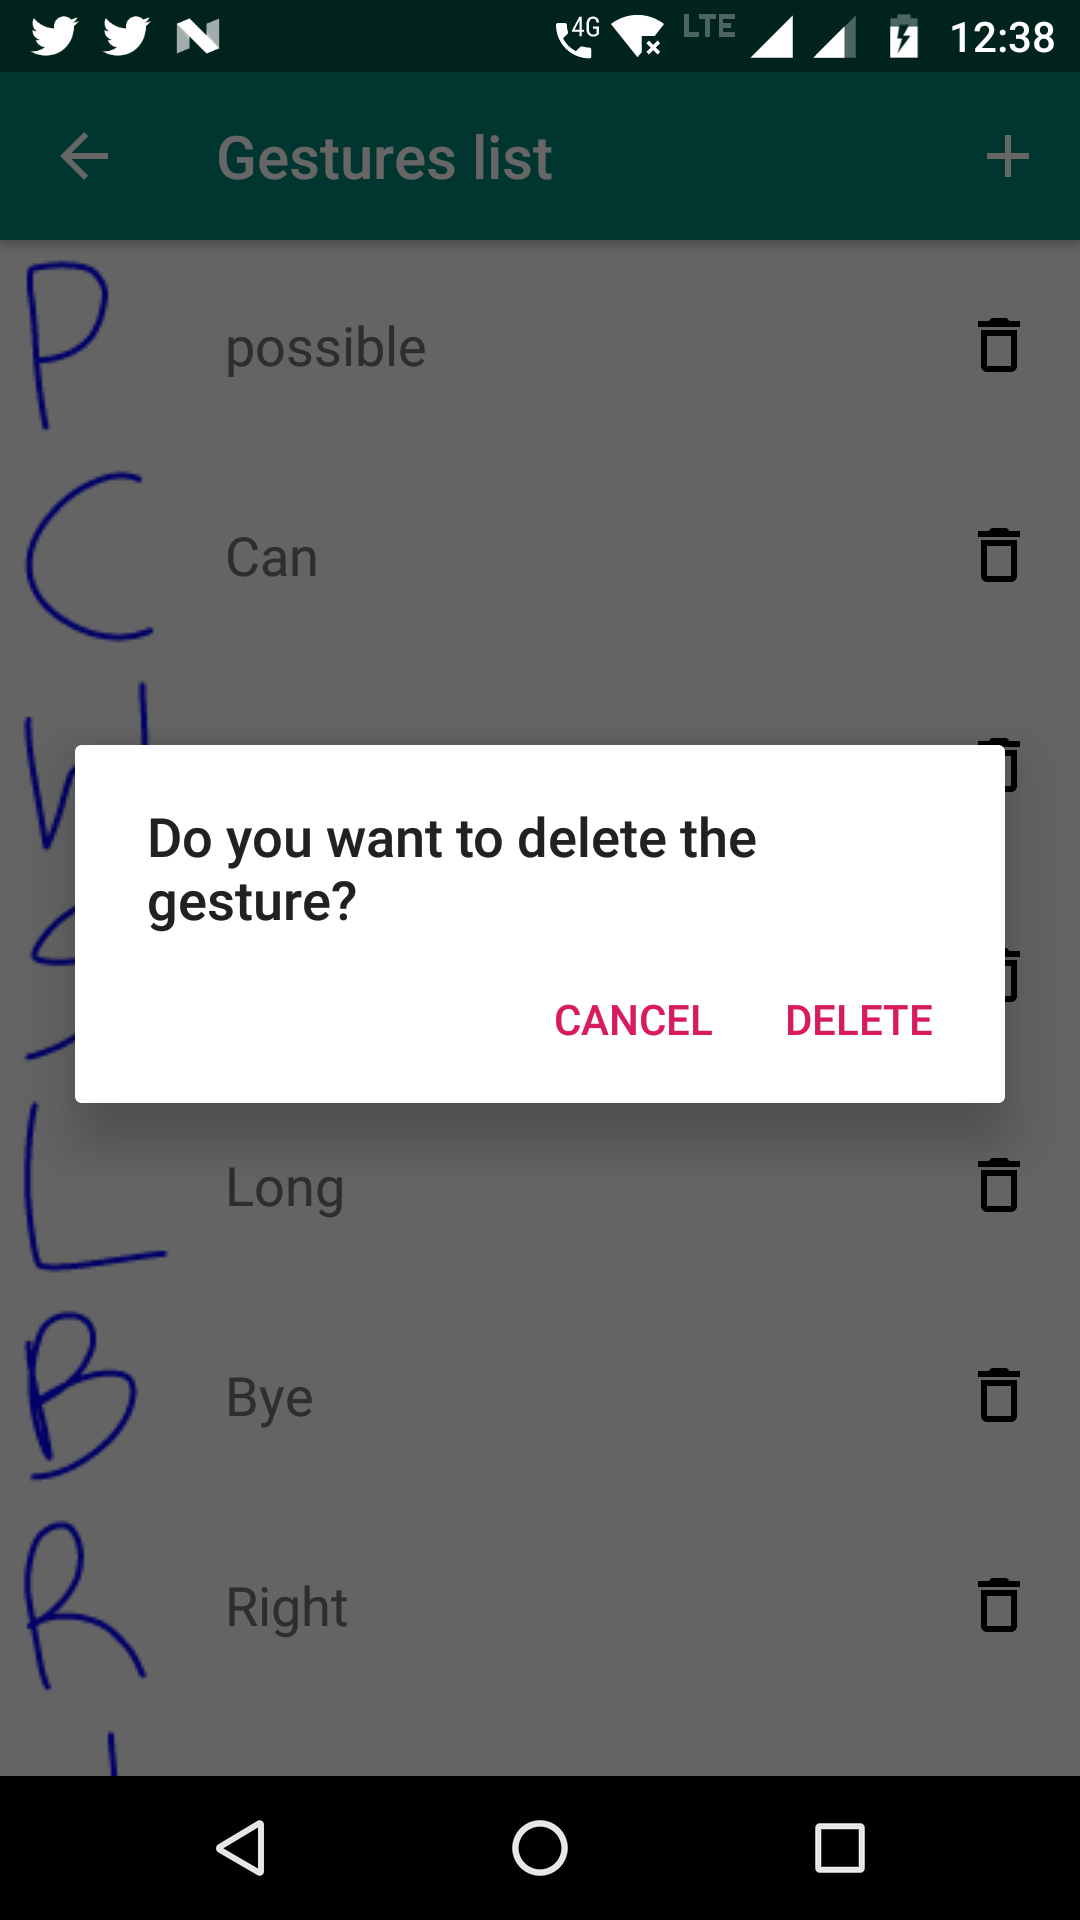 4G LTE 12:38
Gestures list
P possible
C Can
Do you want to delete the
gesture?
CANCEL DELETE
L Long
B Bye
R Right